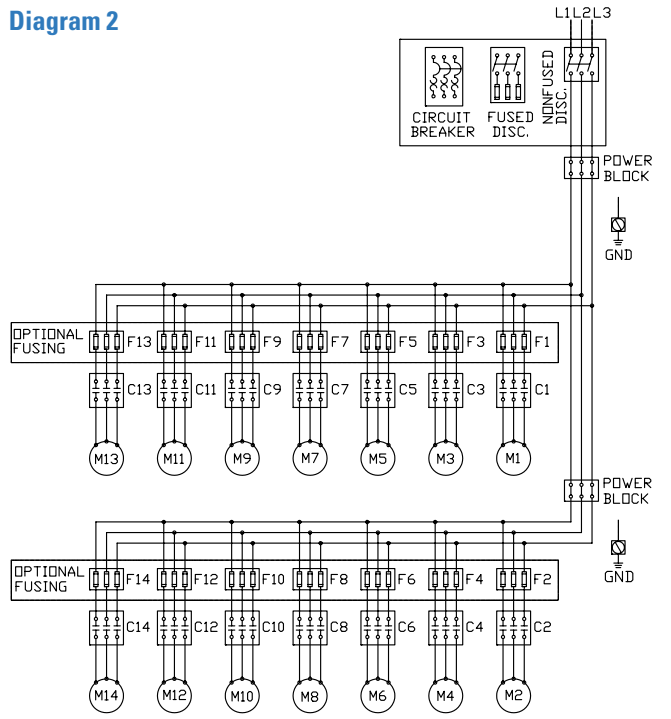 Diagram 2
L1L2L3
CIRCUIT
BREAKER
FUSED
DISC.
NONFUSED
DISC.
POWER
BLOCK
GND
OPTIONAL
FUSING
F13 F11 F9 F7 F5 F3 F1
C13 C11 C9 C7 C5 C3 C1
M13 M11 M9 M7 M5 M3 M1
POWER
BLOCK
GND
OPTIONAL
FUSING
F14 F12 F10 F8 F6 F4 F2
C14 C12 C10 C8 C6 C4 C2
M14 M12 M10 M8 M6 M4 M2